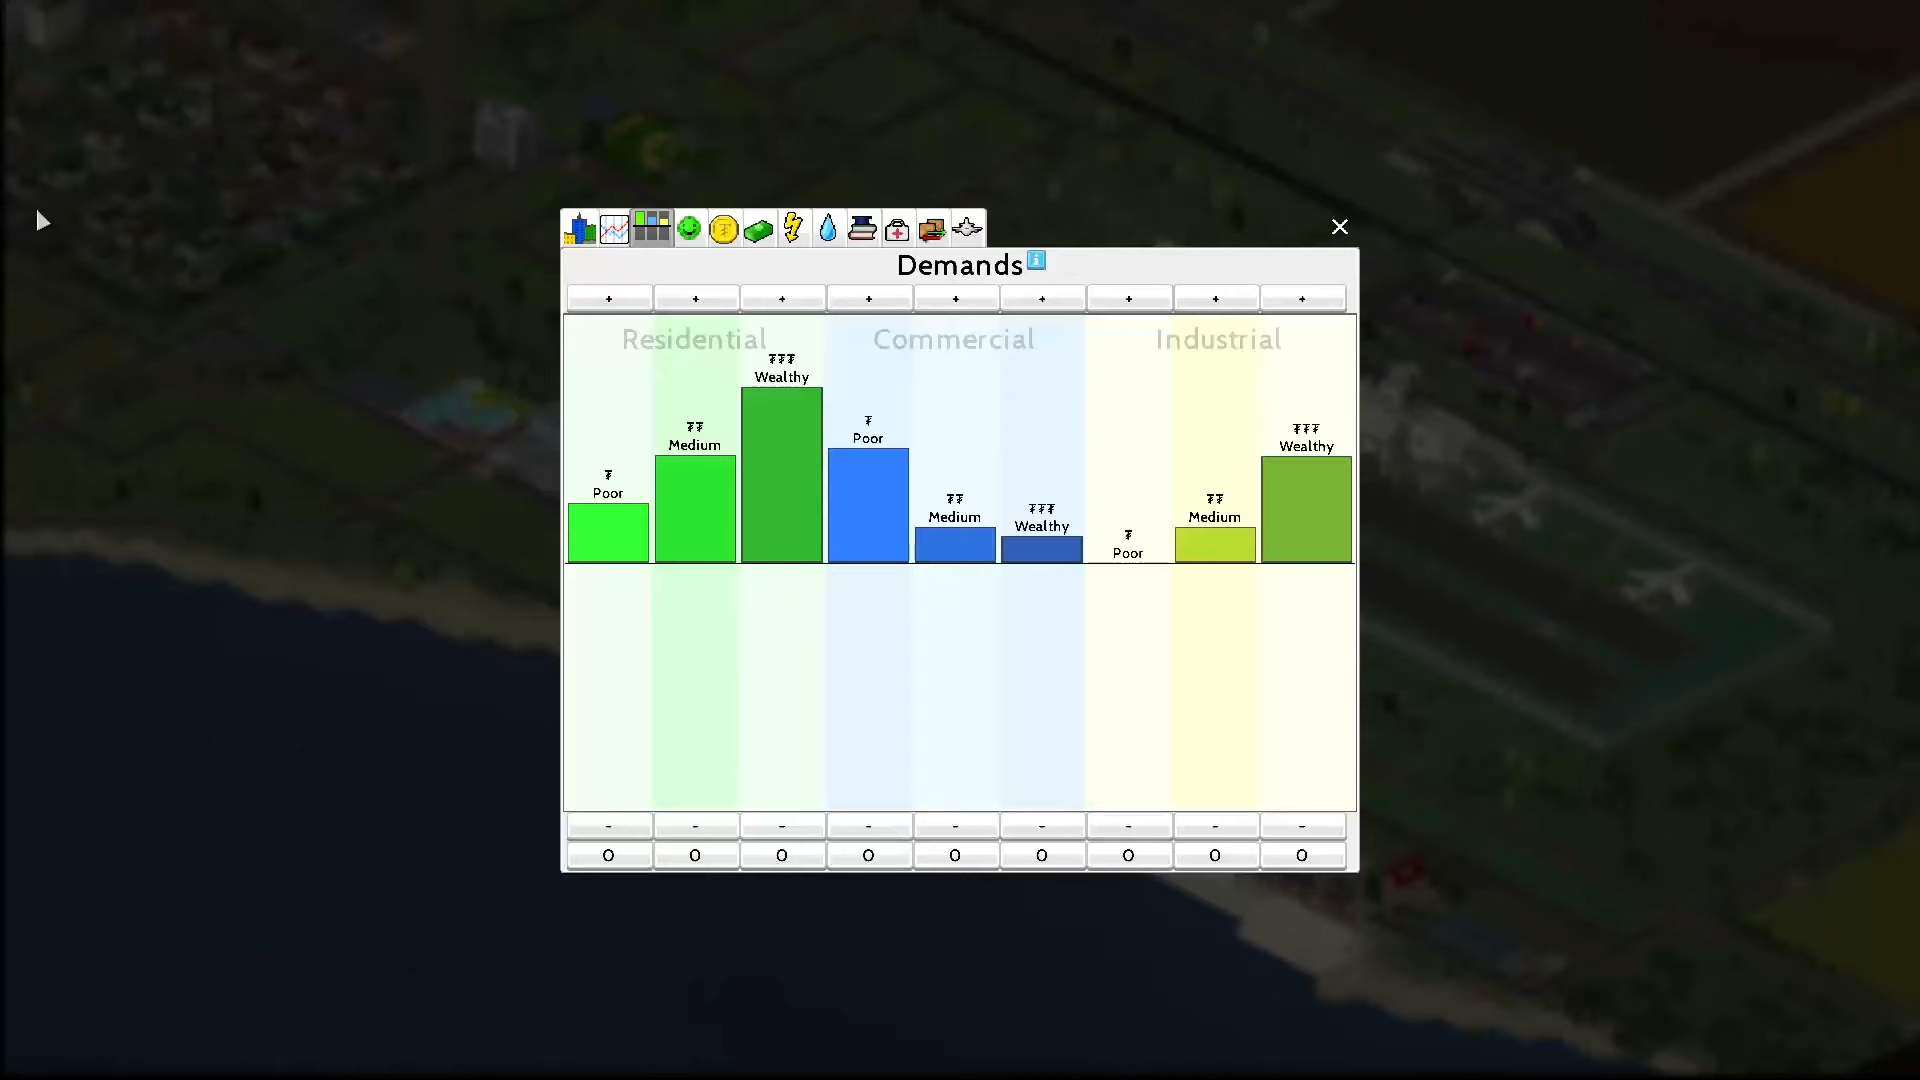 Demands
+ + + + + + + + +
Residential Commercial Industrial
₮₮₮
Wealthy
₮
Poor
₮₮
Medium
₮₮₮
Wealthy
₮
Poor
₮₮
Medium
₮₮
Medium
₮₮₮
Wealthy
₮
Poor
- - - - - - - - -
0 0 0 0 0 0 0 0 0